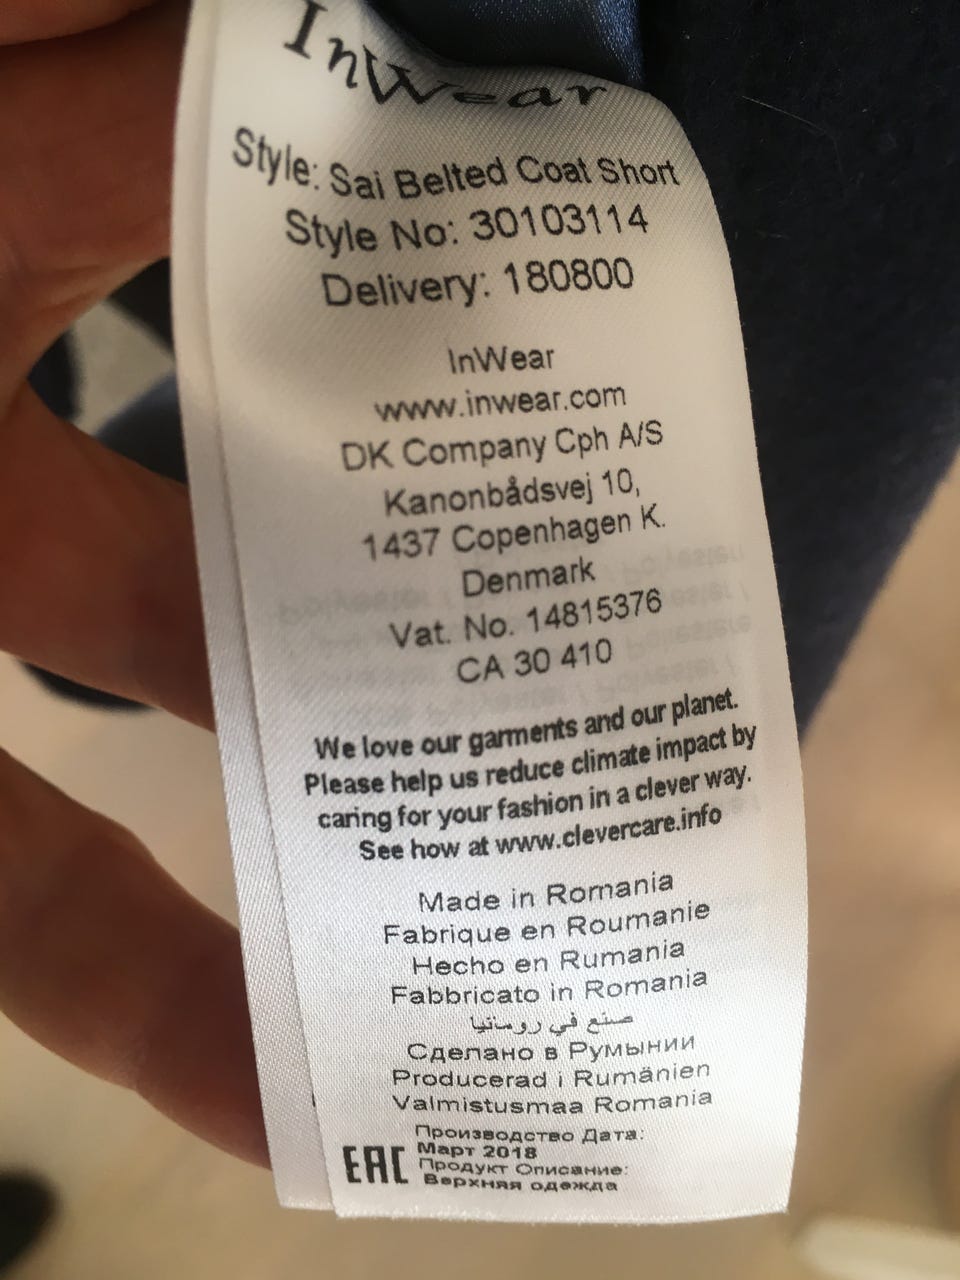 InWear
Style: Sai Belted Coat Short
Style No: 30103114
Delivery: 180800
InWear
www.inwear.com
DK Company Cph A/S
Kanonbådsvej 10,
1437 Copenhagen K.
Denmark
Vat. No. 14815376
CA 30 410
We love our garments and our planet.
Please help us reduce climate impact by
caring for your fashion in a clever way.
See how at www.clevercare.info
Made in Romania
Fabrique en Roumanie
Hecho en Rumania
Fabbricato in Romania
صنع في رومانيا
Сделано в Румынии
Producerad i Rumänien
Valmistusmaa Romania
Производство Дата:
Март 2018
EAC Продукт Описание:
Верхняя одежда